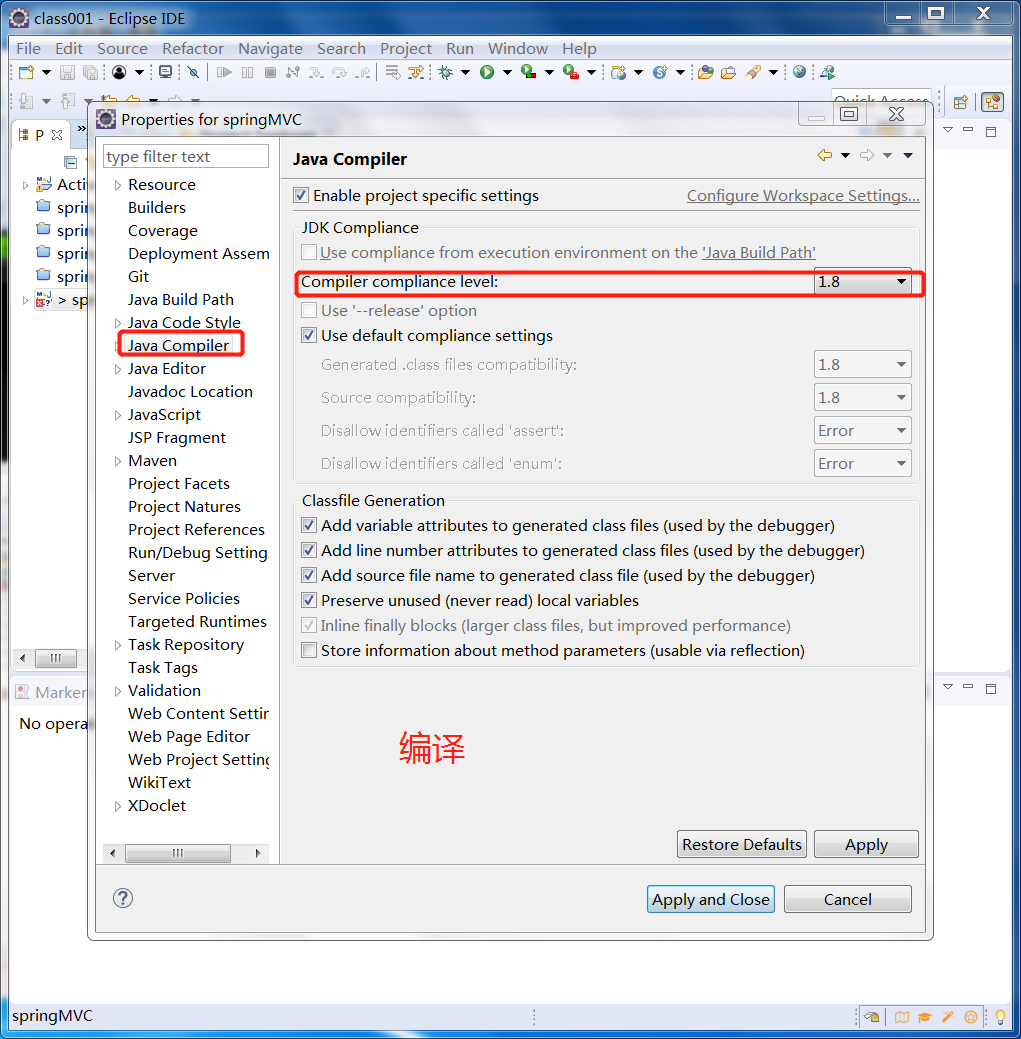 class001 - Eclipse IDE
File Edit Source Refactor Navigate Search Project Run Window Help
Quick Access
P
Properties for springMVC
type filter text
Resource
Builders
Coverage
Deployment Assem
Git
Java Build Path
Java Code Style
Java Compiler
Java Editor
Javadoc Location
JavaScript
JSP Fragment
Maven
Project Facets
Project Natures
Project References
Run/Debug Setting
Server
Service Policies
Targeted Runtimes
Task Repository
Task Tags
Validation
Web Content Settin
Web Page Editor
Web Project Setting
WikiText
XDoclet
Java Compiler
Enable project specific settings Configure Workspace Settings...
JDK Compliance
Use compliance from execution environment on the 'Java Build Path'
Compiler compliance level: 1.8
Use '--release' option
Use default compliance settings
Generated .class files compatibility: 1.8
Source compatibility: 1.8
Disallow identifiers called 'assert': Error
Disallow identifiers called 'enum': Error
Classfile Generation
Add variable attributes to generated class files (used by the debugger)
Add line number attributes to generated class files (used by the debugger)
Add source file name to generated class file (used by the debugger)
Preserve unused (never read) local variables
Inline finally blocks (larger class files, but improved performance)
Store information about method parameters (usable via reflection)
编译
Restore Defaults Apply
Apply and Close Cancel
Acti
sprin
sprin
sprin
sprin
> sp
Marker
No opera
springMVC